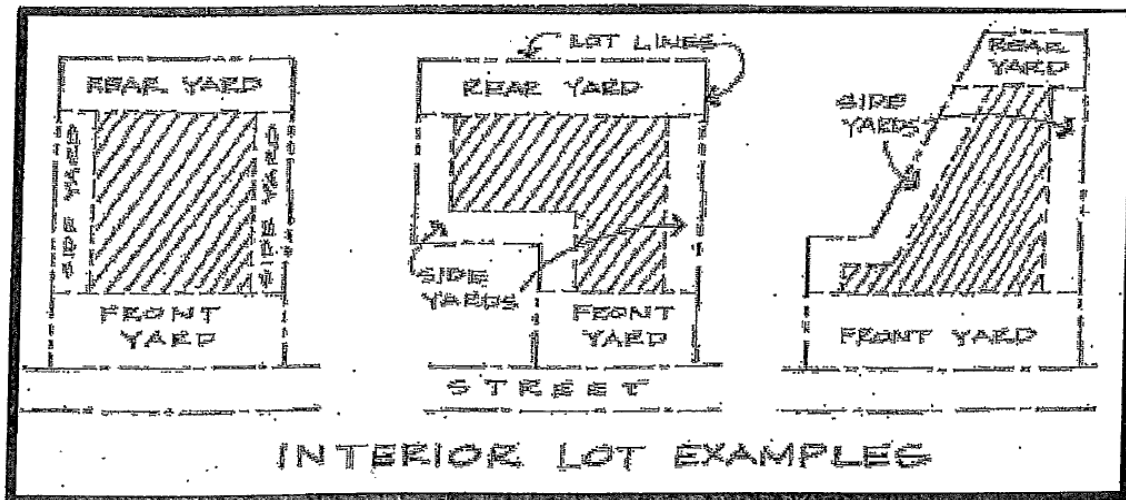 REAR YARD
SIDE YARD
SIDE YARD
FRONT
YARD
LOT LINES
REAR YARD
SIDE
YARDS
FRONT
YARD
REAR
YARD
SIDE
YARDS
FRONT YARD
STREET
INTERIOR LOT EXAMPLES